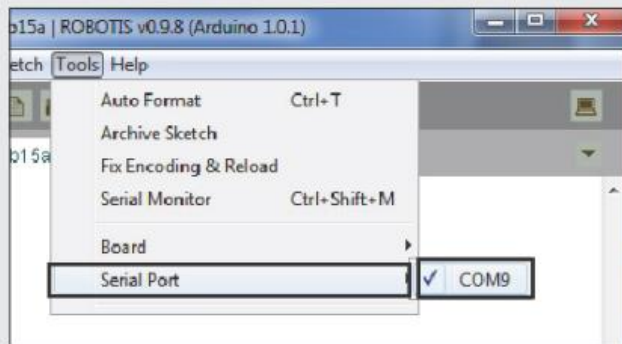 b15a | ROBOTIS v0.9.8 (Arduino 1.0.1)
etch Tools Help
Auto Format Ctrl+T
Archive Sketch
b15a
Fix Encoding & Reload
Serial Monitor Ctrl+Shift+M
Board
Serial Port COM9